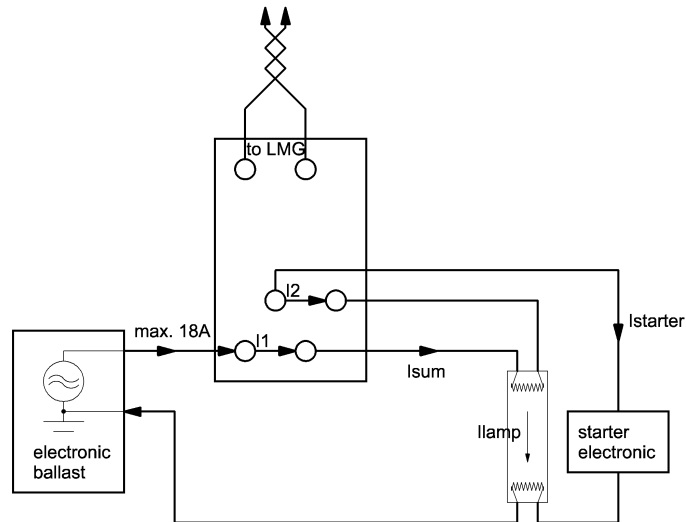 to LMG
I2
max. 18A
I1
Istarter
Isum
electronic
ballast
Ilamp
starter
electronic